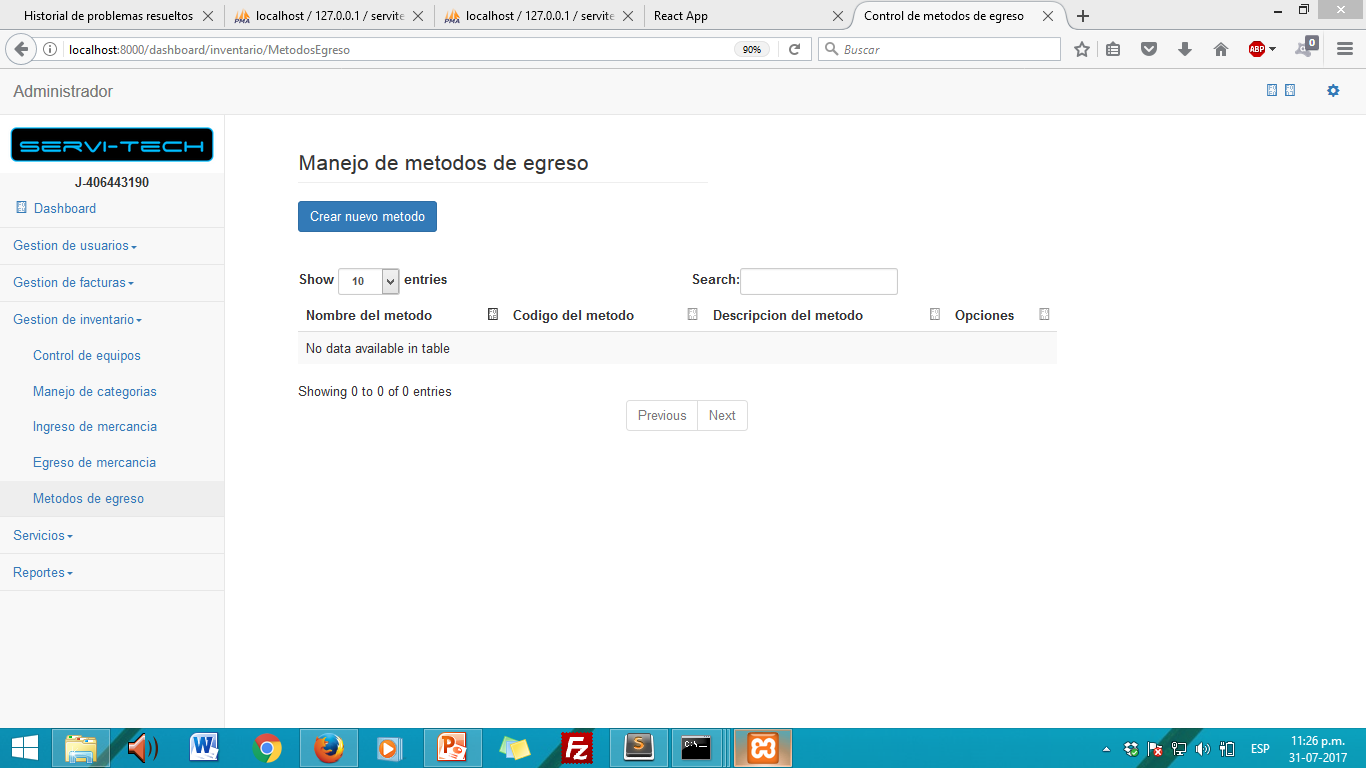 Historial de problemas resueltos
localhost / 127.0.0.1 / servite
localhost / 127.0.0.1 / servite
React App
Control de metodos de egreso
localhost:8000/dashboard/inventario/MetodosEgreso
90%
Buscar
ABP
0
Administrador
SERVI-TECH
J-406443190
Dashboard
Gestion de usuarios
Gestion de facturas
Gestion de inventario
Control de equipos
Manejo de categorias
Ingreso de mercancia
Egreso de mercancia
Metodos de egreso
Servicios
Reportes
Manejo de metodos de egreso
Crear nuevo metodo
Show 10 entries
Search:
Nombre del metodo Codigo del metodo Descripcion del metodo Opciones
No data available in table
Showing 0 to 0 of 0 entries
Previous Next
ESP
11:26 p.m.
31-07-2017